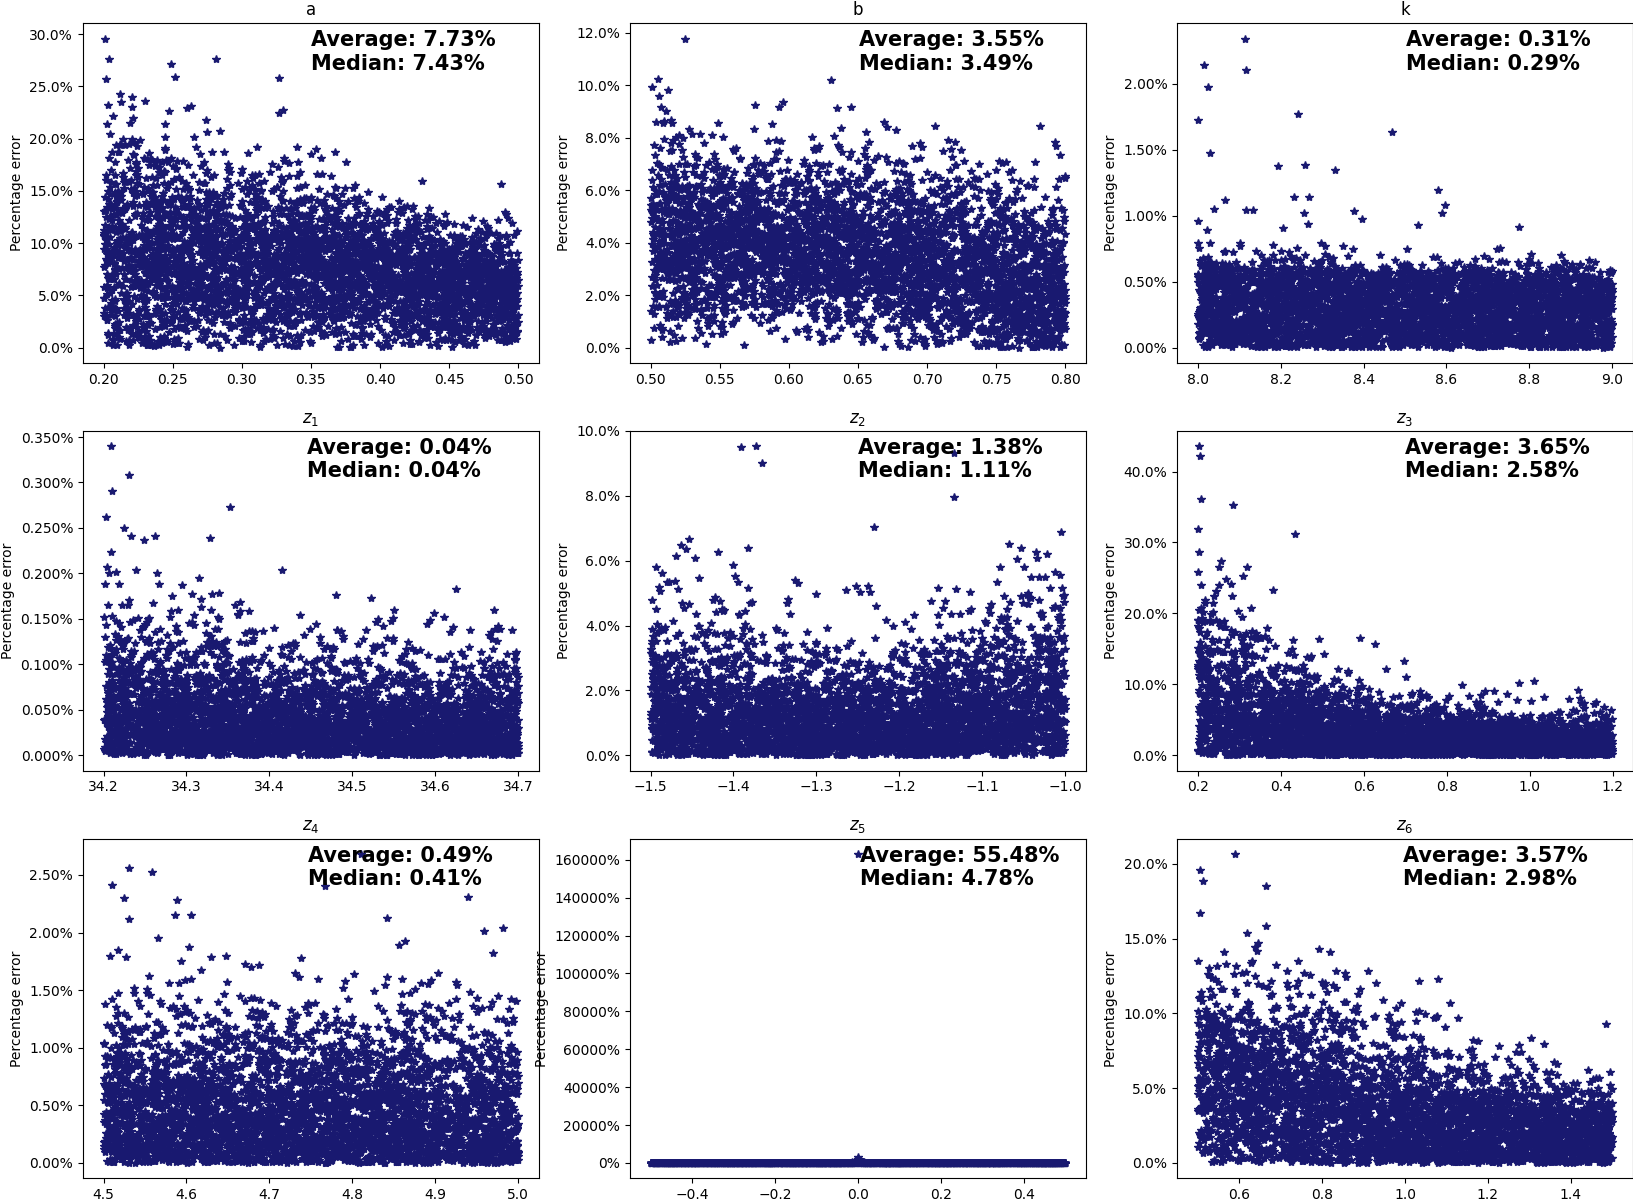 a
Average: 7.73%
Median: 7.43%
Percentage error
30.0%
25.0%
20.0%
15.0%
10.0%
5.0%
0.0%
0.20 0.25 0.30 0.35 0.40 0.45 0.50
b
Average: 3.55%
Median: 3.49%
Percentage error
12.0%
10.0%
8.0%
6.0%
4.0%
2.0%
0.0%
0.50 0.55 0.60 0.65 0.70 0.75 0.80
k
Average: 0.31%
Median: 0.29%
Percentage error
2.00%
1.50%
1.00%
0.50%
0.00%
8.0 8.2 8.4 8.6 8.8 9.0
z₁
Average: 0.04%
Median: 0.04%
Percentage error
0.350%
0.300%
0.250%
0.200%
0.150%
0.100%
0.050%
0.000%
34.2 34.3 34.4 34.5 34.6 34.7
z₂
Average: 1.38%
Median: 1.11%
Percentage error
10.0%
8.0%
6.0%
4.0%
2.0%
0.0%
−1.5 −1.4 −1.3 −1.2 −1.1 −1.0
z₃
Average: 3.65%
Median: 2.58%
Percentage error
40.0%
30.0%
20.0%
10.0%
0.0%
0.2 0.4 0.6 0.8 1.0 1.2
z₄
Average: 0.49%
Median: 0.41%
Percentage error
2.50%
2.00%
1.50%
1.00%
0.50%
0.00%
4.5 4.6 4.7 4.8 4.9 5.0
z₅
Average: 55.48%
Median: 4.78%
Percentage error
160000%
140000%
120000%
100000%
80000%
60000%
40000%
20000%
0%
−0.4 −0.2 0.0 0.2 0.4
z₆
Average: 3.57%
Median: 2.98%
Percentage error
20.0%
15.0%
10.0%
5.0%
0.0%
0.6 0.8 1.0 1.2 1.4